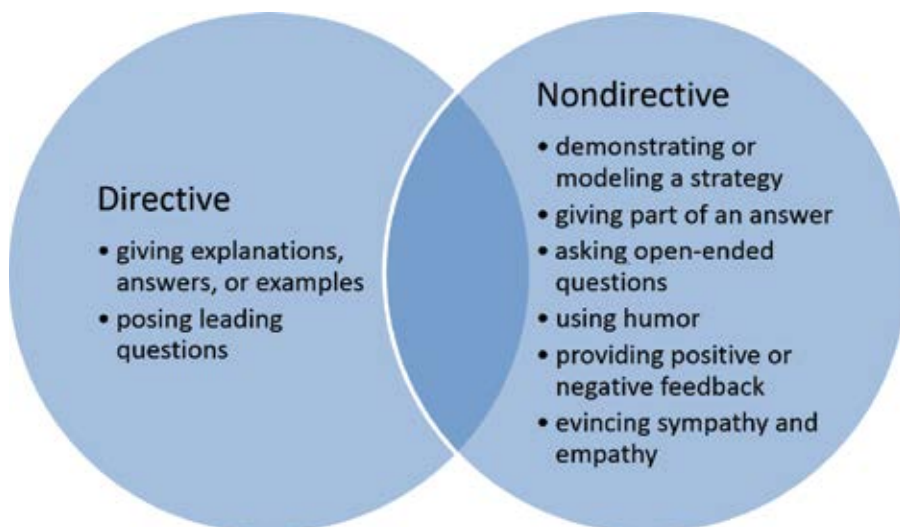 Directive
• giving explanations,
answers, or examples
• posing leading
questions
Nondirective
• demonstrating or
modeling a strategy
• giving part of an answer
• asking open-ended
questions
• using humor
• providing positive or
negative feedback
• evincing sympathy and
empathy